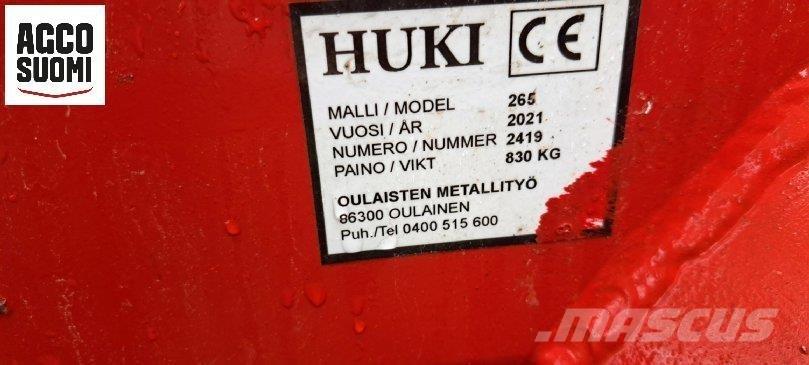 AGCO
SUOMI
HUKI CE
MALLI / MODEL 265
VUOSI / ÅR 2021
NUMERO / NUMMER 2419
PAINO / VIKT 830 KG
OULAISTEN METALLITYÖ
86300 OULAINEN
Puh./Tel 0400 515 600
MASCUS